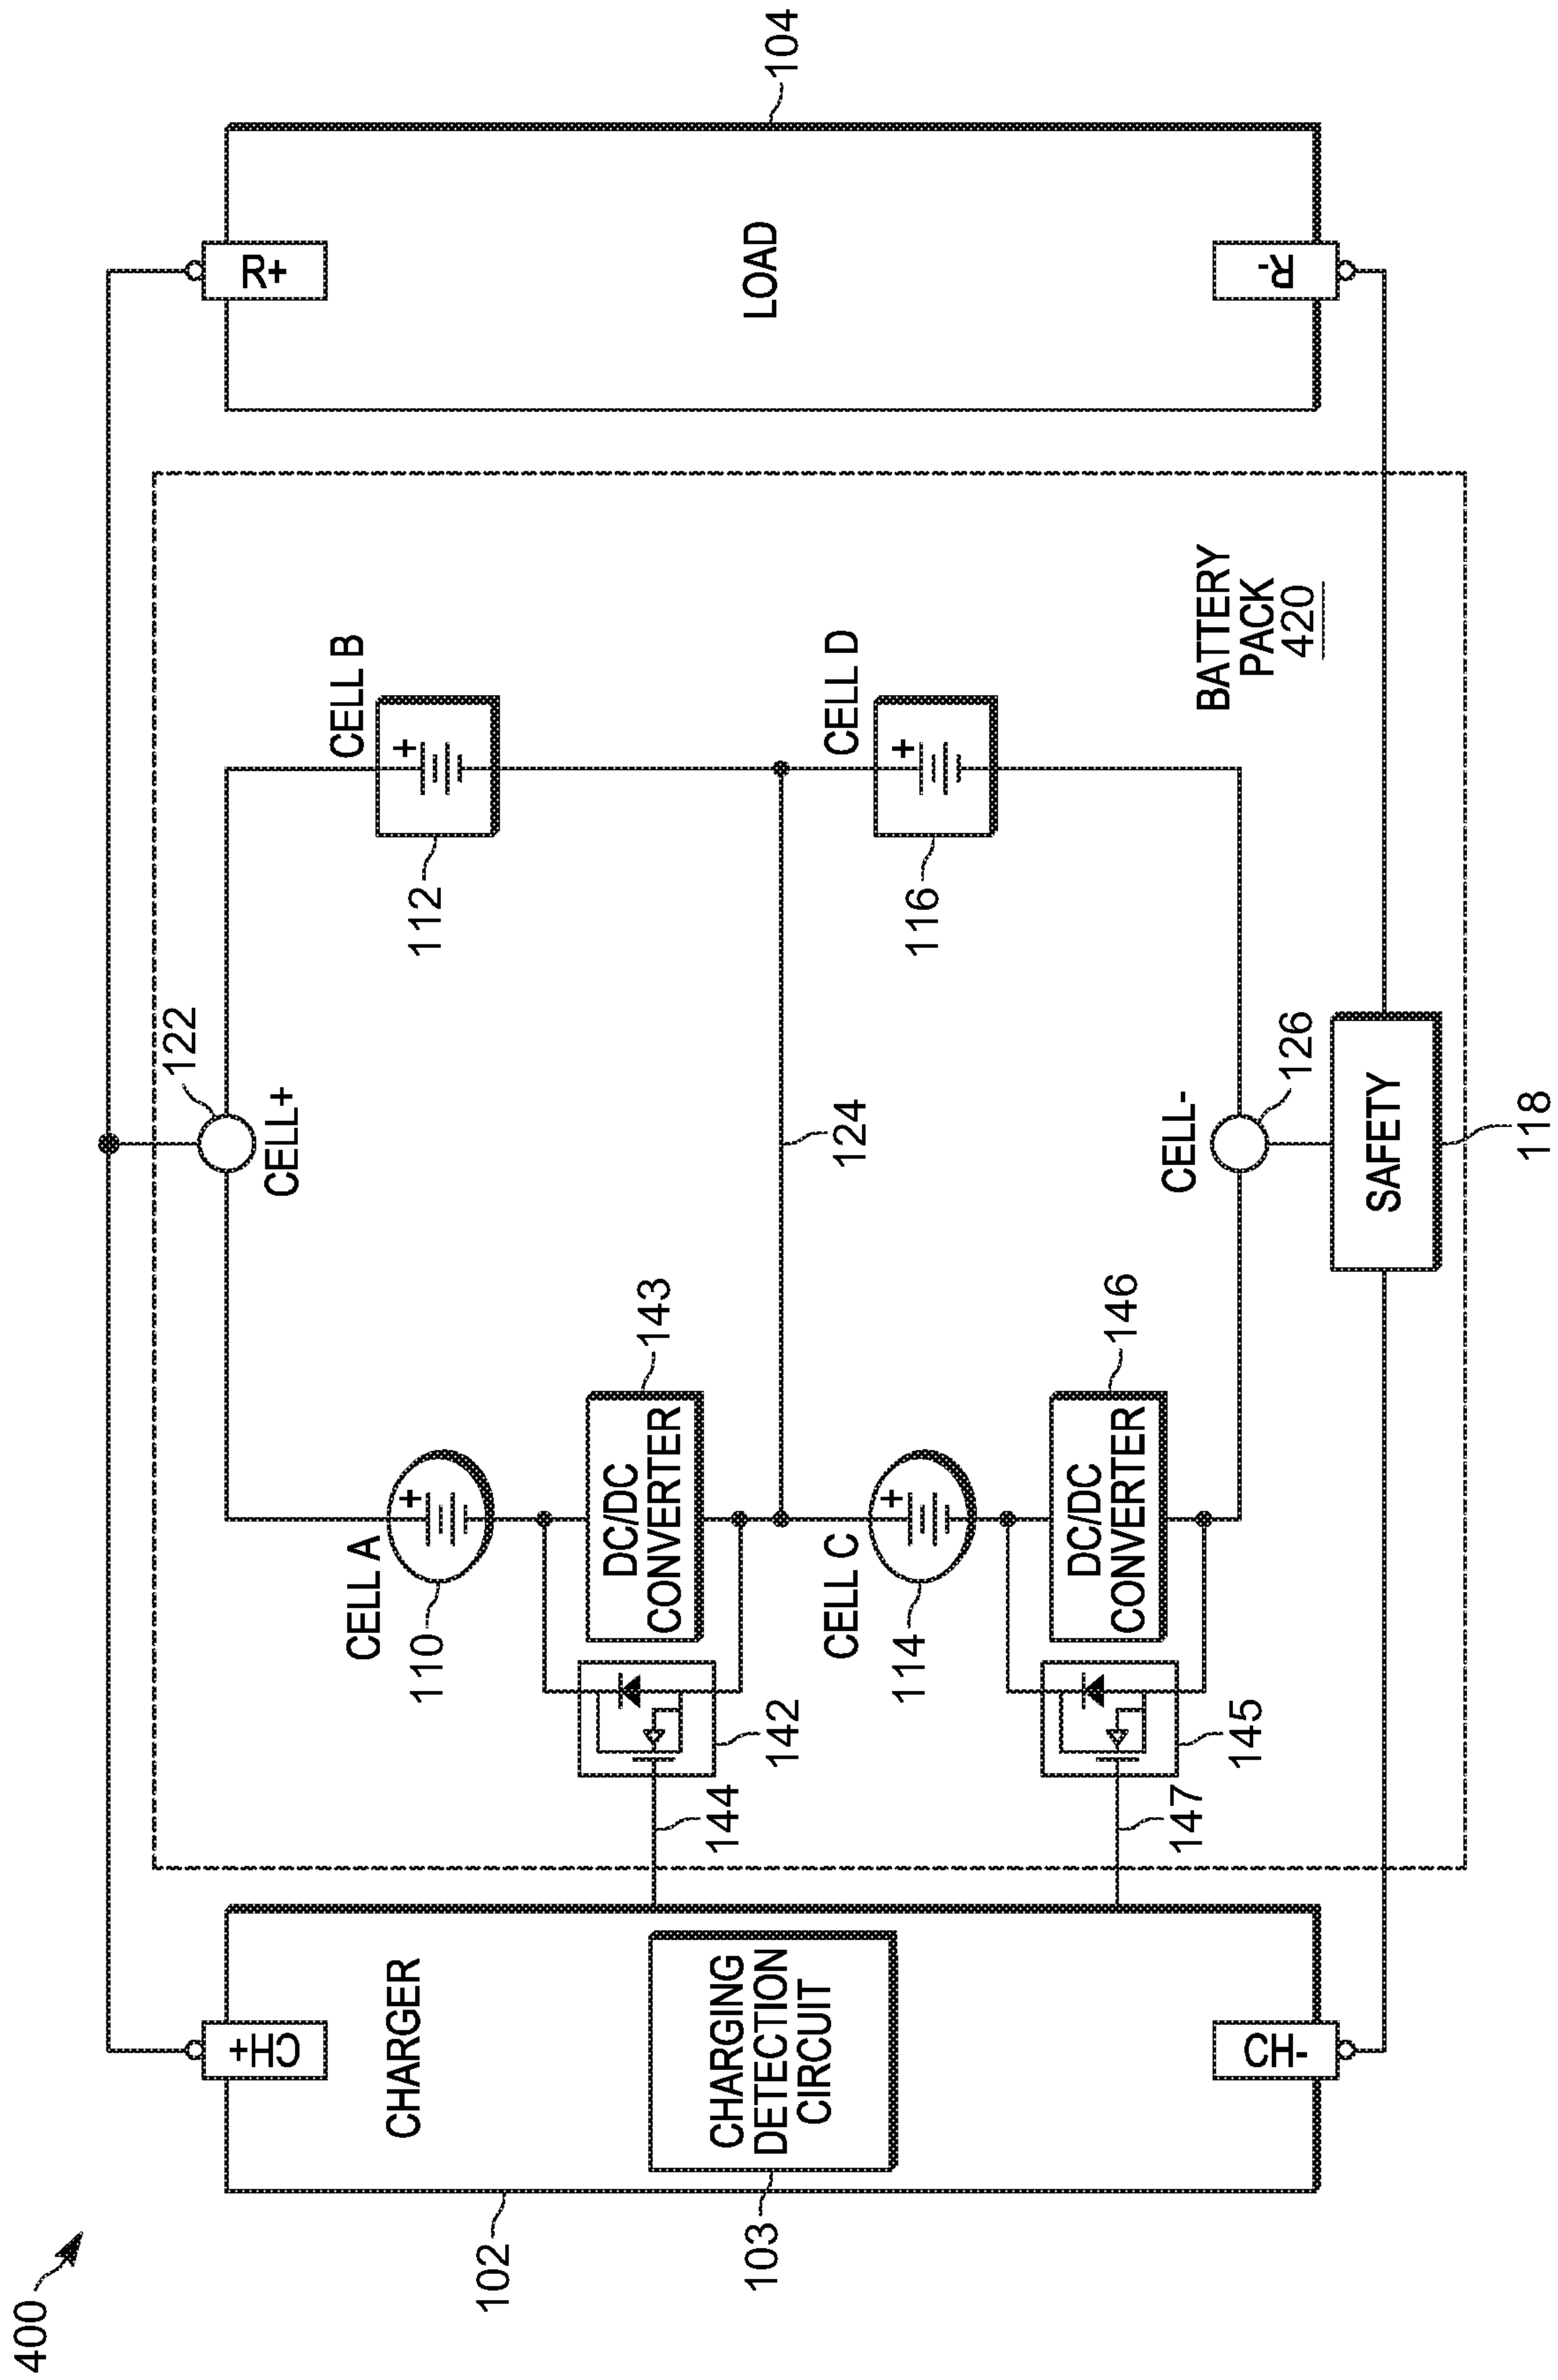 400
CHARGER
CH+
CHARGING
DETECTION
CIRCUIT
CH-
102
103
144
147
142
145
CELL A
110
DC/DC
CONVERTER
143
CELL C
114
DC/DC
CONVERTER
146
CELL+
122
124
CELL-
126
SAFETY
118
CELL B
112
CELL D
116
BATTERY
PACK
420
R+
LOAD
R-
104